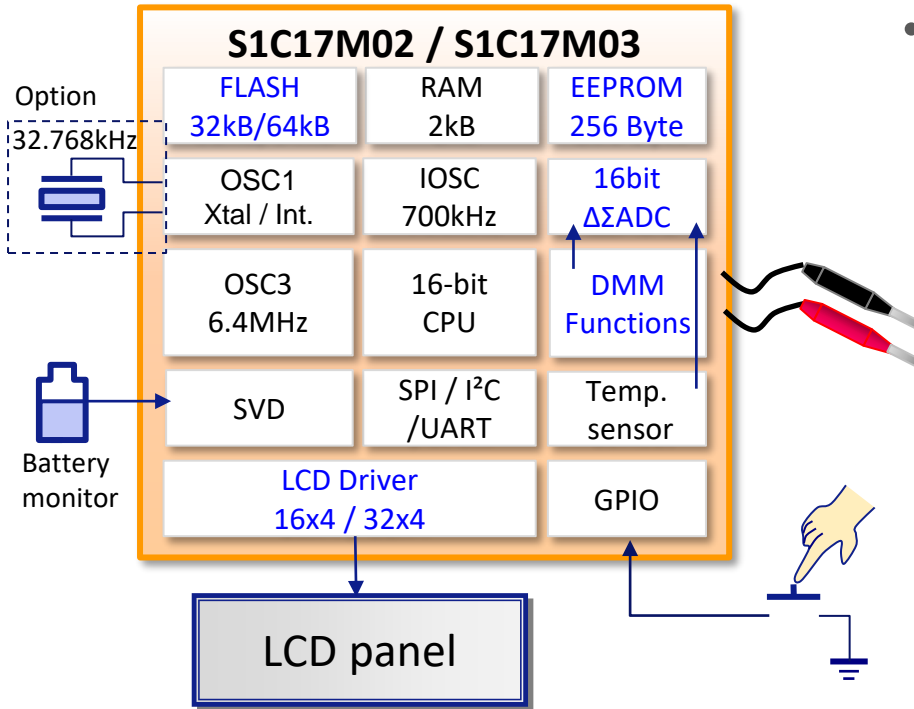 S1C17M02 / S1C17M03
FLASH
32kB/64kB
RAM
2kB
EEPROM
256 Byte
Option
32.768kHz
OSC1
Xtal / Int.
IOSC
700kHz
16bit
ΔΣADC
OSC3
6.4MHz
16-bit
CPU
DMM
Functions
SVD
SPI / I²C
/UART
Temp.
sensor
Battery
monitor
LCD Driver
16x4 / 32x4
GPIO
LCD panel